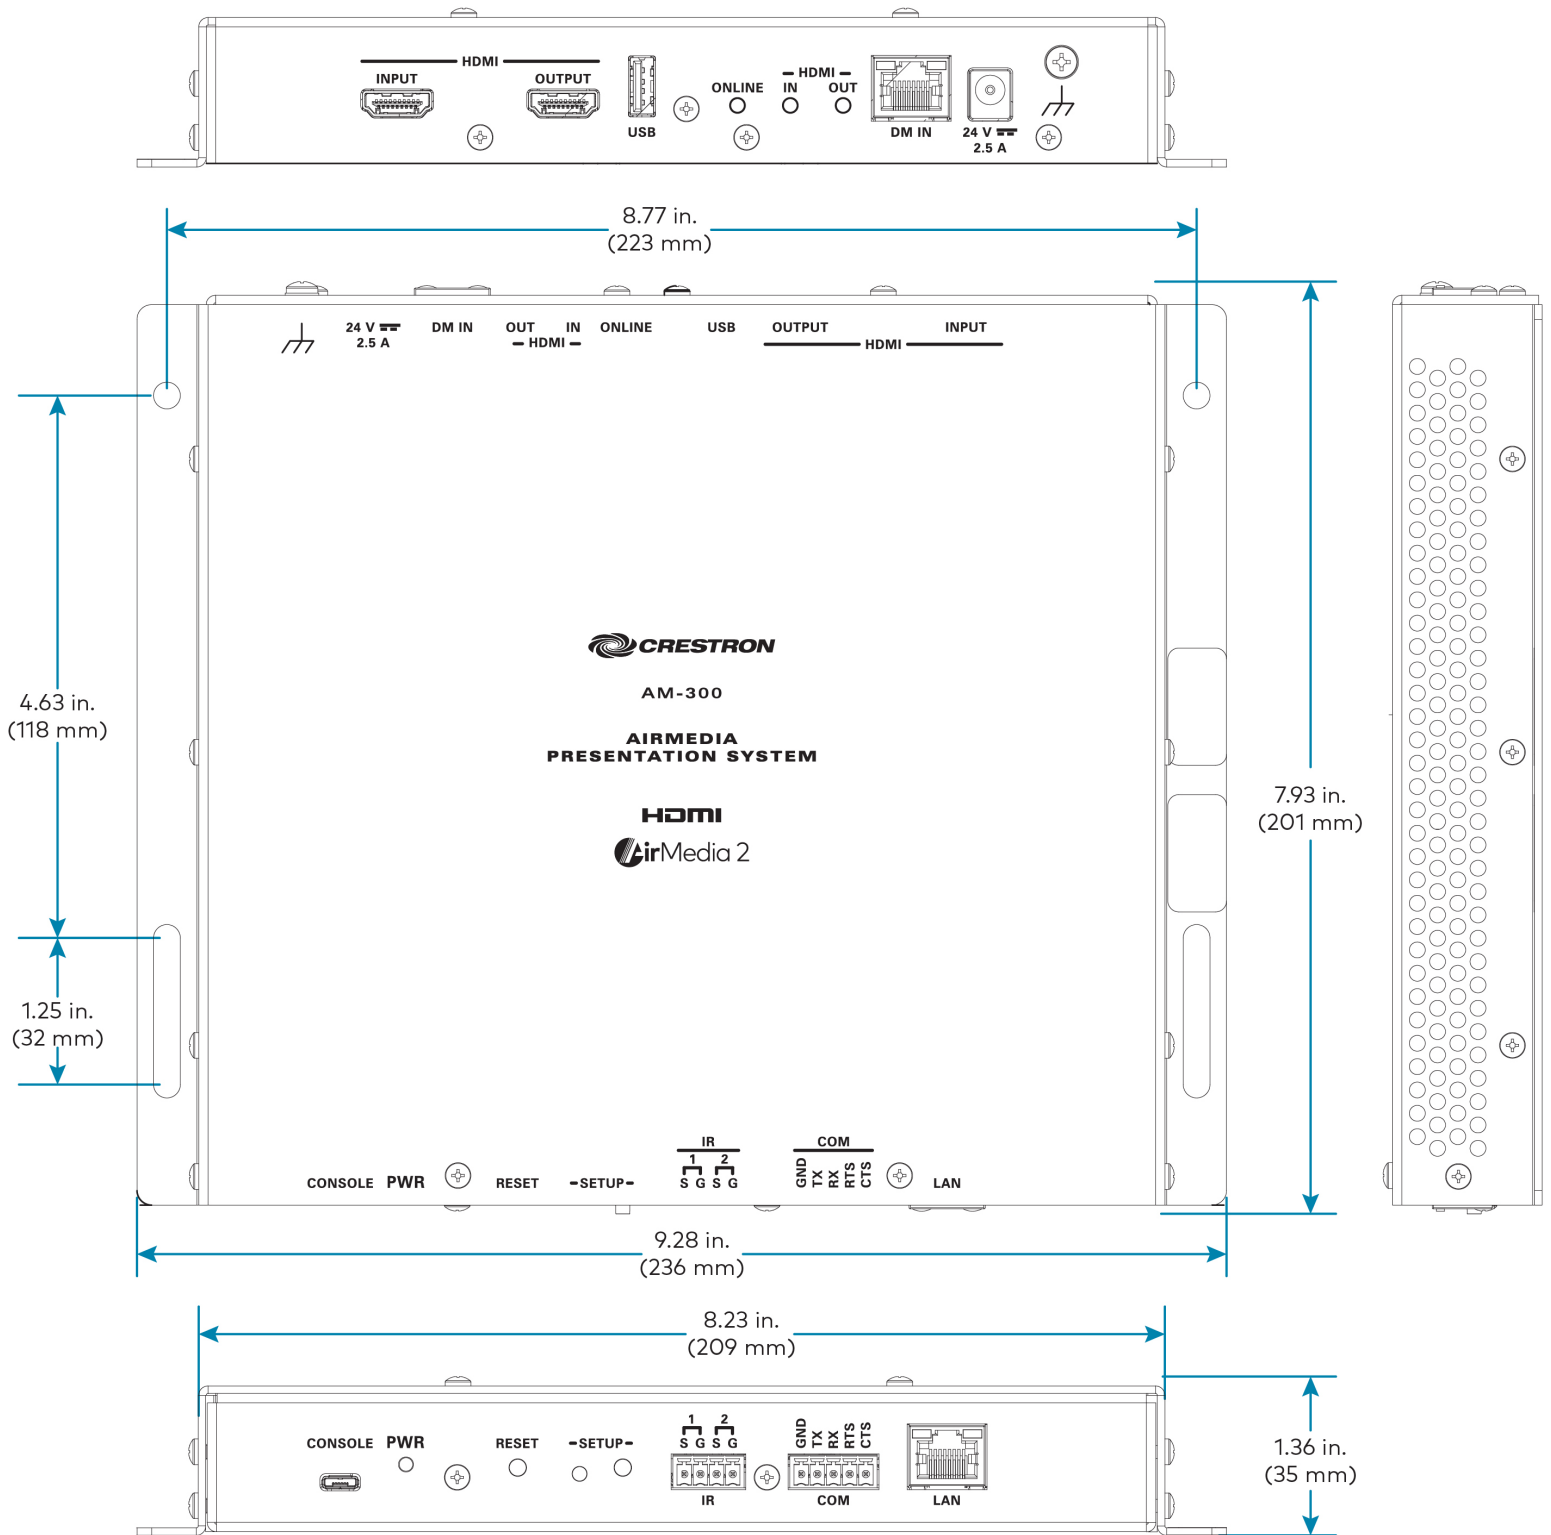 HDMI
INPUT OUTPUT
USB
ONLINE
HDMI
IN OUT
DM IN
24 V
2.5 A
8.77 in.
(223 mm)
24 V
2.5 A
DM IN
OUT IN
HDMI
ONLINE
USB
OUTPUT INPUT
HDMI
4.63 in.
(118 mm)
CRESTRON
AM-300
AIRMEDIA
PRESENTATION SYSTEM
HDMI
AirMedia 2
7.93 in.
(201 mm)
1.25 in.
(32 mm)
CONSOLE PWR
RESET
SETUP
IR
1 2
S G S G
COM
GND
TX
RX
RTS
CTS
LAN
9.28 in.
(236 mm)
8.23 in.
(209 mm)
CONSOLE PWR
RESET
SETUP
1 2
S G S G
IR
GND
TX
RX
RTS
CTS
COM
LAN
1.36 in.
(35 mm)